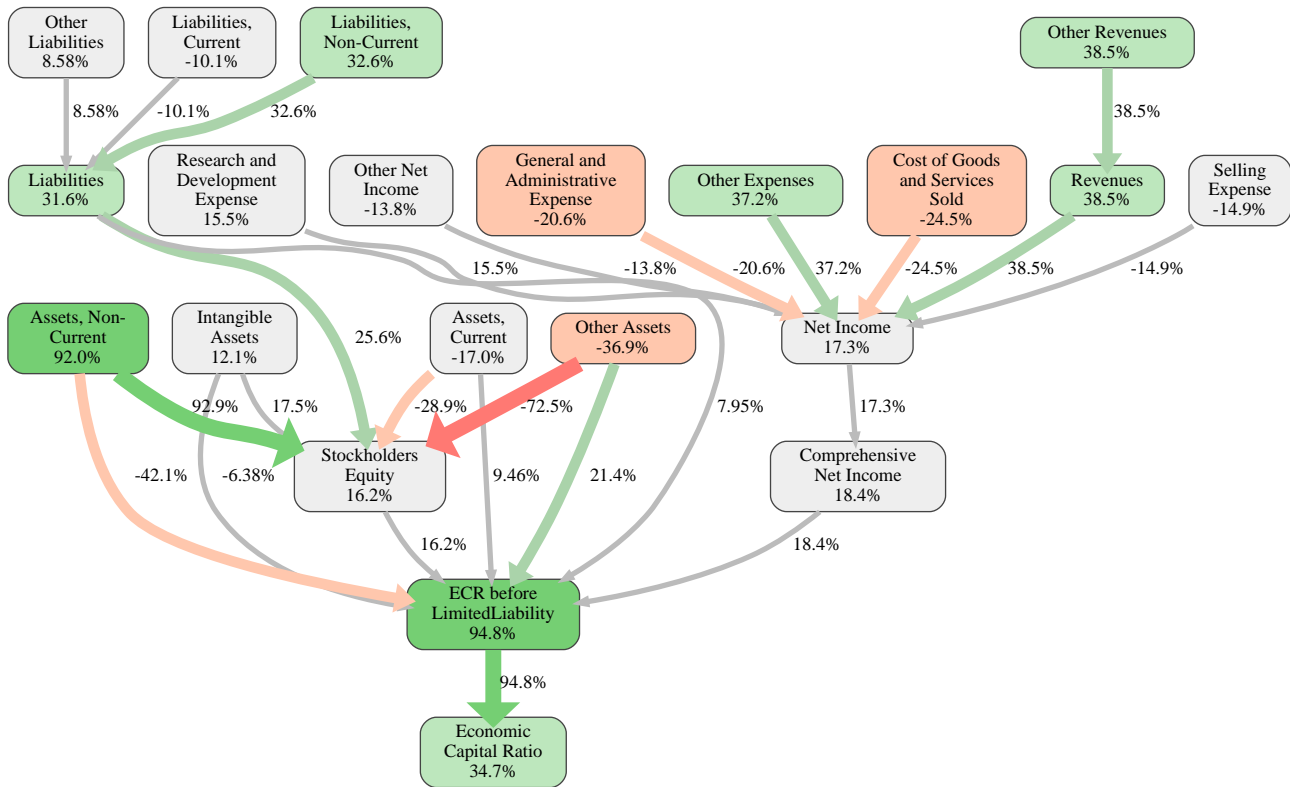 Other
Liabilities
8.58%
Liabilities,
Current
-10.1%
Liabilities,
Non-Current
32.6%
Other Revenues
38.5%
8.58%
-10.1%
32.6%
38.5%
Liabilities
31.6%
Research and
Development
Expense
15.5%
Other Net
Income
-13.8%
General and
Administrative
Expense
-20.6%
Other Expenses
37.2%
Cost of Goods
and Services
Sold
-24.5%
Revenues
38.5%
Selling
Expense
-14.9%
15.5%
-13.8%
-20.6%
37.2%
-24.5%
38.5%
-14.9%
Assets, Non-
Current
92.0%
Intangible
Assets
12.1%
25.6%
Assets,
Current
-17.0%
Other Assets
-36.9%
Net Income
17.3%
92.9%
17.5%
-28.9%
-72.5%
7.95%
17.3%
-42.1%
-6.38%
Stockholders
Equity
16.2%
9.46%
21.4%
Comprehensive
Net Income
18.4%
16.2%
18.4%
ECR before
LimitedLiability
94.8%
94.8%
Economic
Capital Ratio
34.7%